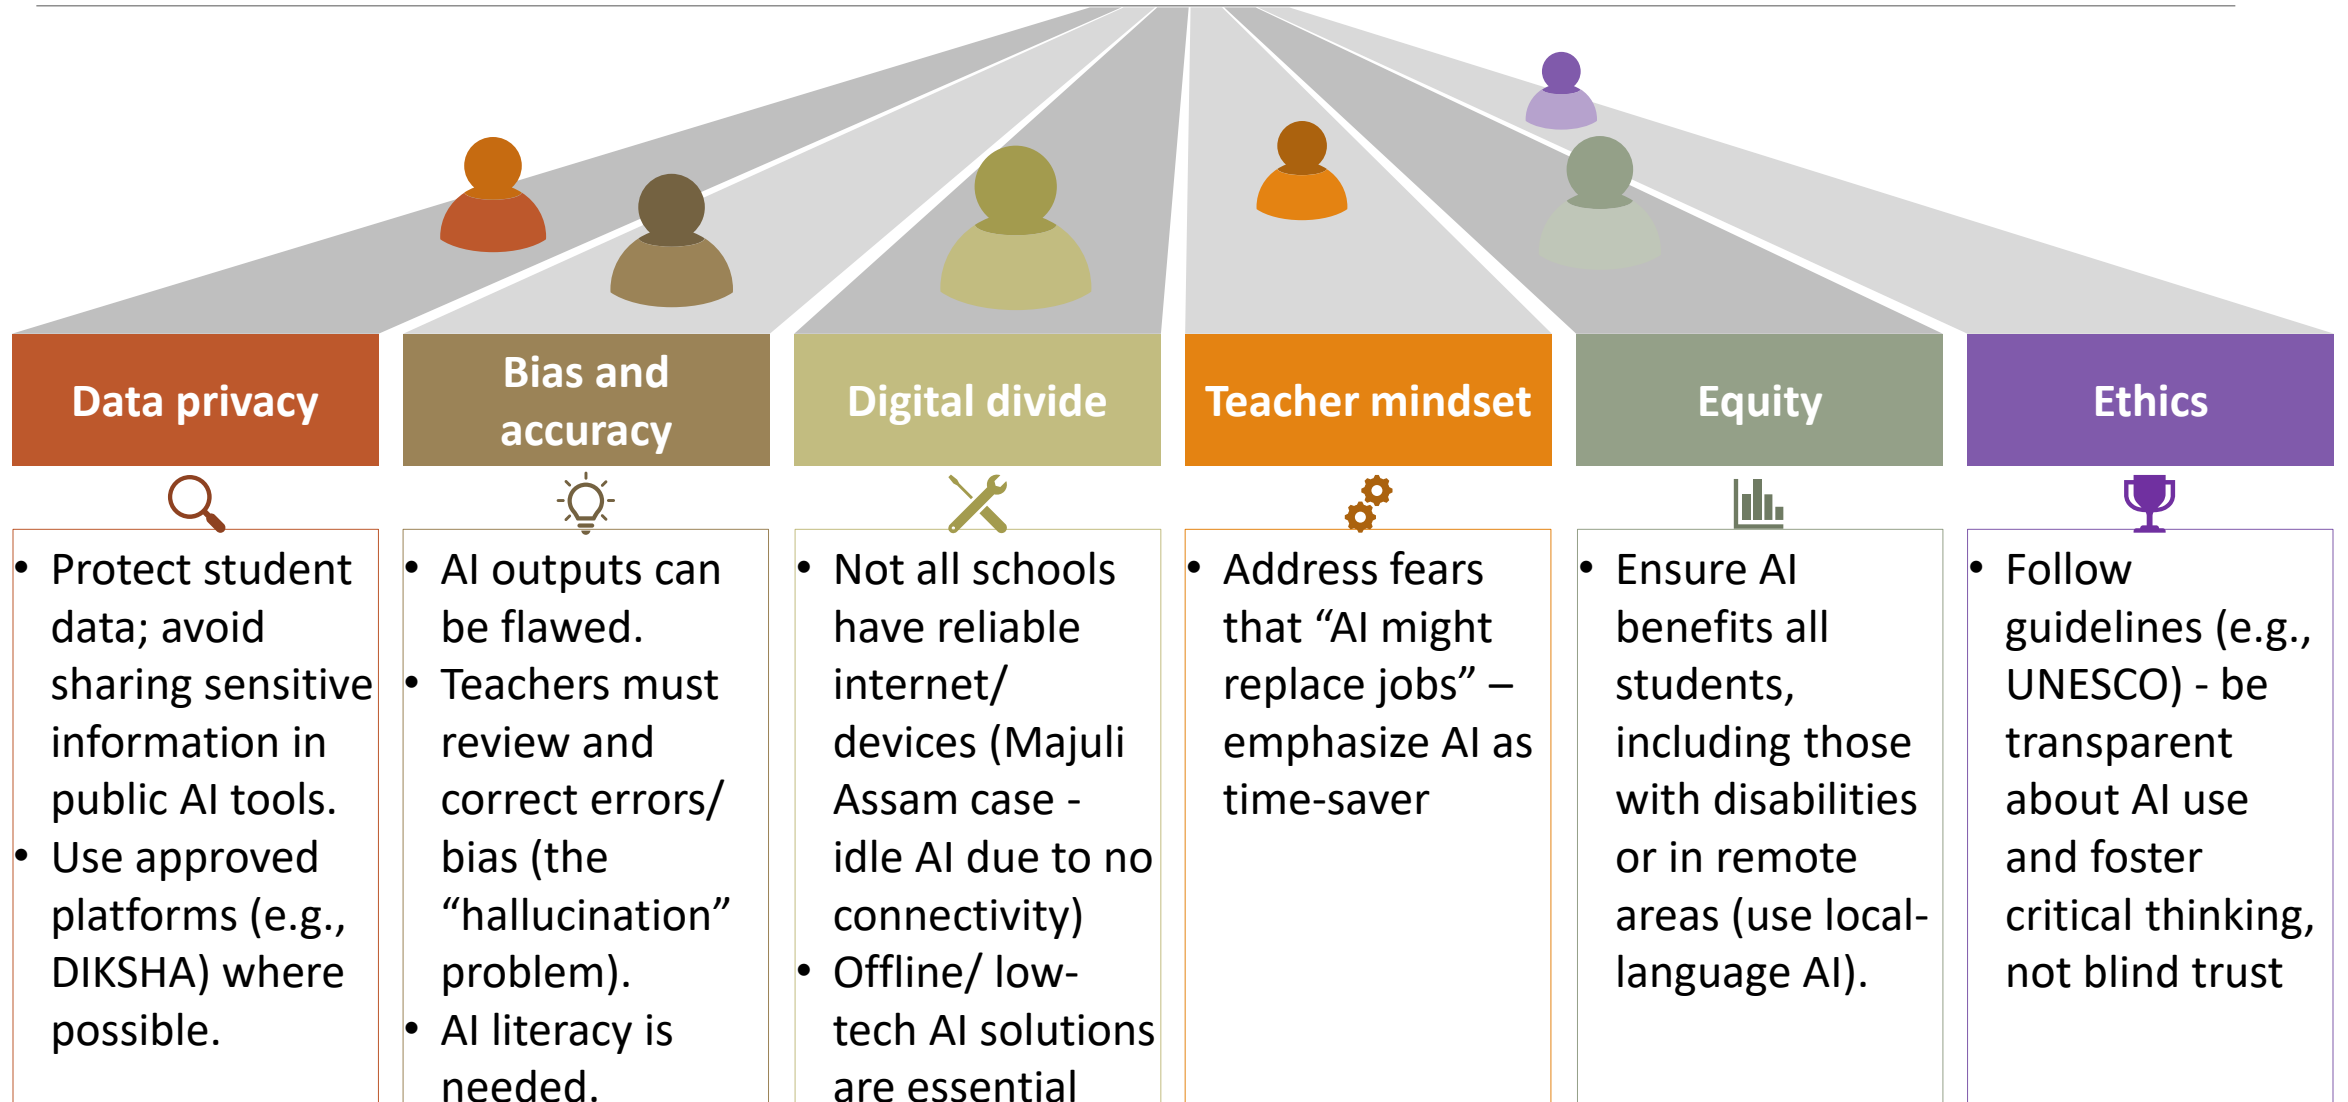 Data privacy
• Protect student
data; avoid
sharing sensitive
information in
public AI tools.
• Use approved
platforms (e.g.,
DIKSHA) where
possible.
Bias and
accuracy
• AI outputs can
be flawed.
• Teachers must
review and
correct errors/
bias (the
“hallucination”
problem).
• AI literacy is
needed.
Digital divide
• Not all schools
have reliable
internet/
devices (Majuli
Assam case -
idle AI due to no
connectivity)
• Offline/ low-
tech AI solutions
are essential
Teacher mindset
• Address fears
that “AI might
replace jobs” –
emphasize AI as
time-saver
Equity
• Ensure AI
benefits all
students,
including those
with disabilities
or in remote
areas (use local-
language AI).
Ethics
• Follow
guidelines (e.g.,
UNESCO) - be
transparent
about AI use
and foster
critical thinking,
not blind trust